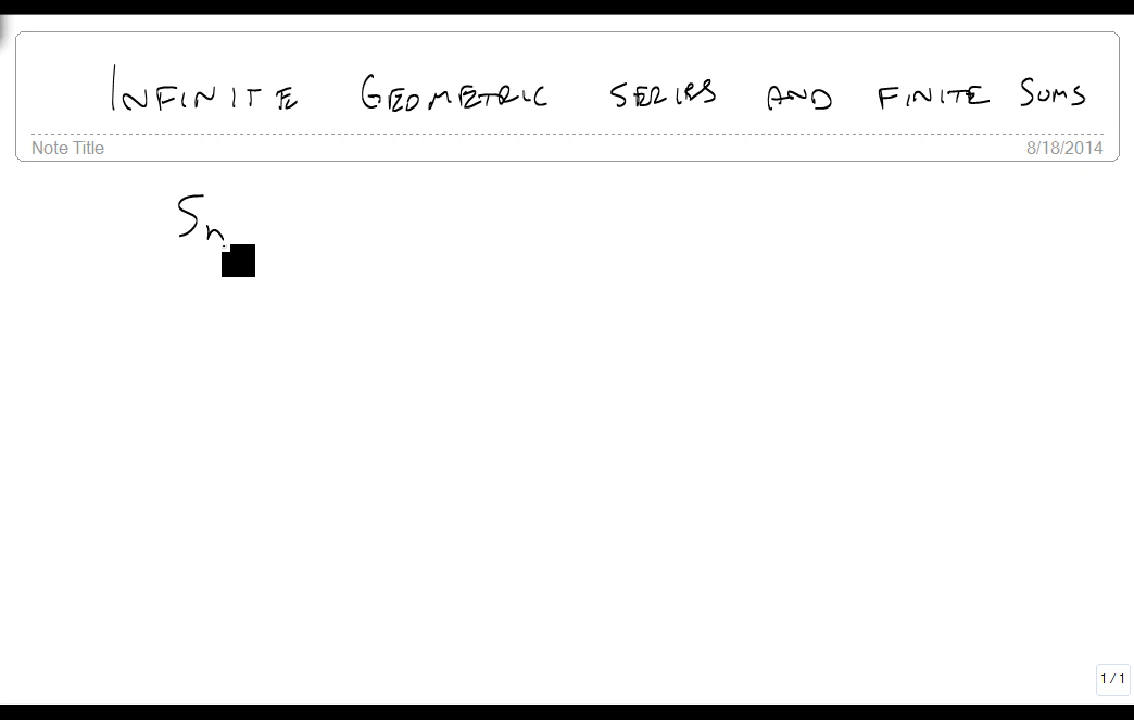 INFINITE GEOMETRIC SERIES AND FINITE SUMS
Note Title 8/18/2014
Sn
1/1